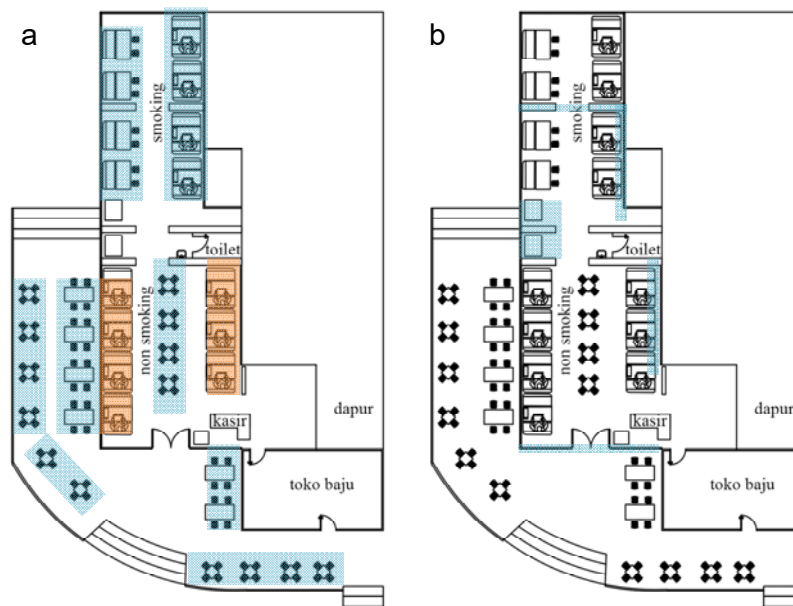 a
smoking
toilet
non smoking
kasir
dapur
toko baju
b
smoking
toilet
non smoking
kasir
dapur
toko baju